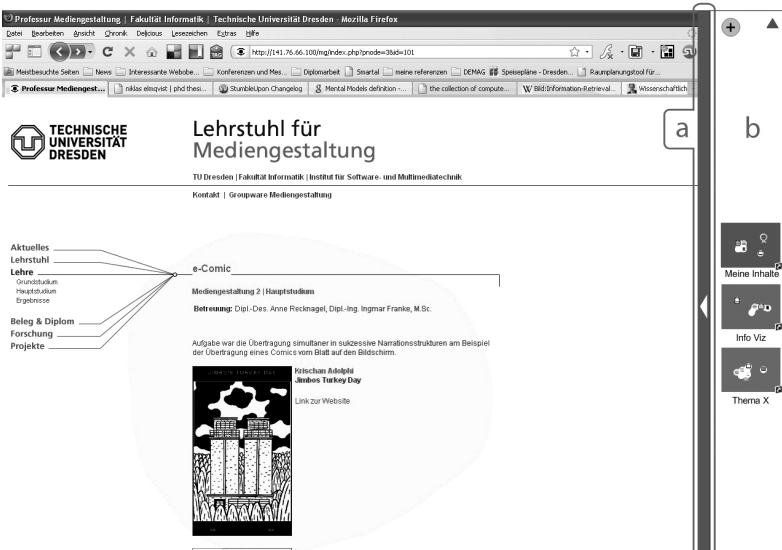 Professur Mediengestaltung | Fakultät Informatik | Technische Universität Dresden - Mozilla Firefox
Datei Bearbeiten Ansicht Chronik Delicious Lesezeichen Extras Hilfe
http://141.76.66.100/mg/index.php?pnode=3&id=101
Meistbesuchte Seiten News Interessante Webobe... Konferenzen und Mes... Diplomarbeit Smartal meine referenzen DEMAG Speisepläne - Dresden... Raumplanungstool für...
Professur Medienges... niklas elmqvist | phd thesi... StumbleUpon Changelog Mental Models definition -... the collection of compute... Bild:Information-Retrieval... Wissenschaftlich
a
b
TECHNISCHE
UNIVERSITÄT
DRESDEN
Lehrstuhl für
Mediengestaltung
TU Dresden | Fakultät Informatik | Institut für Software- und Multimediatechnik
Kontakt | Groupware Mediengestaltung
Aktuelles
Lehrstuhl
Lehre
Grundstudium
Hauptstudium
Ergebnisse
Beleg & Diplom
Forschung
Projekte
e-Comic
Mediengestaltung 2 | Hauptstudium
Betreuung: Dipl.-Des. Anne Recknagel, Dipl.-Ing. Ingmar Franke, M.Sc.
Aufgabe war die Übertragung simultaner in sukzessive Narrationsstrukturen am Beispiel
der Übertragung eines Comics vom Blatt auf den Bildschirm.
JIMBOS TURKEY DAY
Krischan Adolphi
Jimbos Turkey Day
Link zur Website
Meine Inhalte
Info Viz
Thema X